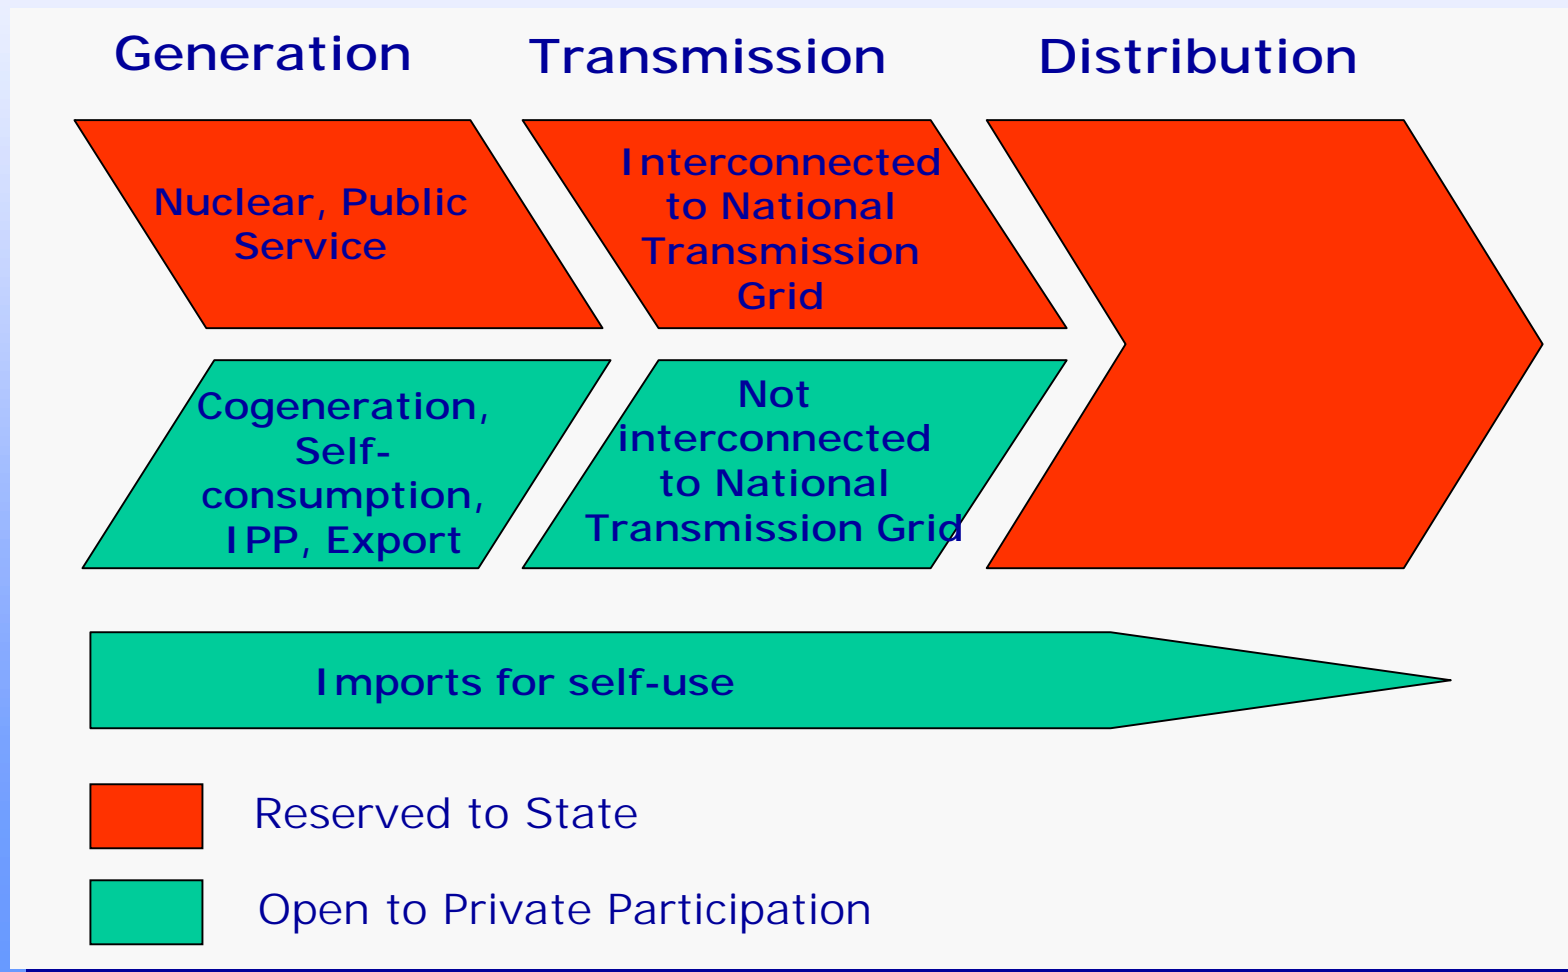 Generation
Transmission
Distribution
Nuclear, Public
Service
Interconnected
to National
Transmission
Grid
Cogeneration,
Self-
consumption,
IPP, Export
Not
interconnected
to National
Transmission Grid
Imports for self-use
Reserved to State
Open to Private Participation